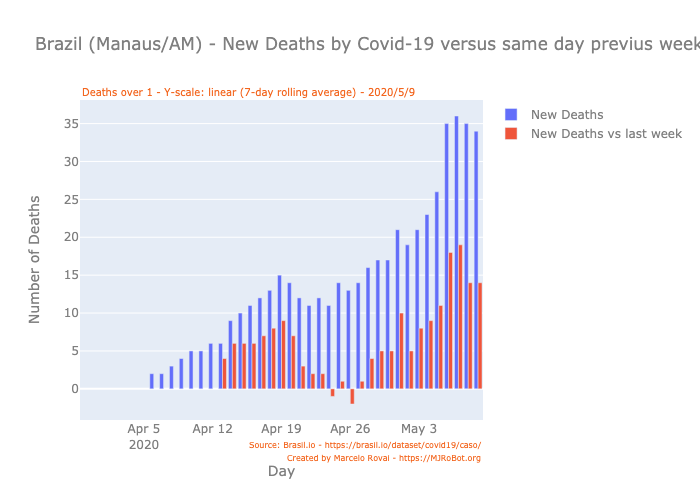 Brazil (Manaus/AM) - New Deaths by Covid-19 versus same day previus week
Deaths over 1 - Y-scale: linear (7-day rolling average) - 2020/5/9
New Deaths
New Deaths vs last week
Number of Deaths
35
30
25
20
15
10
5
0
Apr 5
2020
Apr 12
Apr 19
Apr 26
May 3
Source: Brasil.io - https://brasil.io/dataset/covid19/caso/
Created by Marcelo Rovai - https://MJRoBot.org
Day